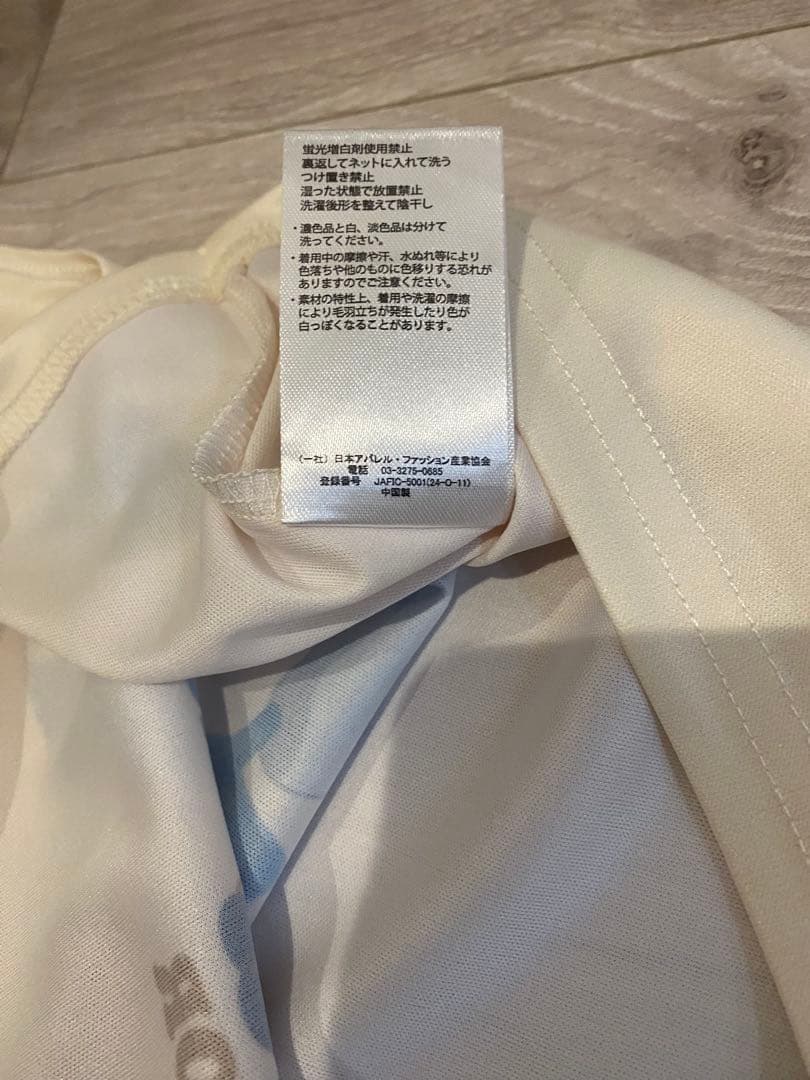 蛍光増白剤使用禁止
裏返してネットに入れて洗う
つけ置き禁止
湿った状態で放置禁止
洗濯後形を整えて陰干し
・濃色品と白、淡色品は分けて
洗ってください。
・着用中の摩擦や汗、水ぬれ等により
色落ちや他のものに色移りする恐れが
ありますのでご注意ください。
・素材の特性上、着用や洗濯の摩擦
により毛羽立ちが発生したり色が
白っぽくなることがあります。
(一社)日本アパレル・ファッション産業協会
電話 03-3275-0685
登録番号 JAFIC-5001(24-O-11)
中国製